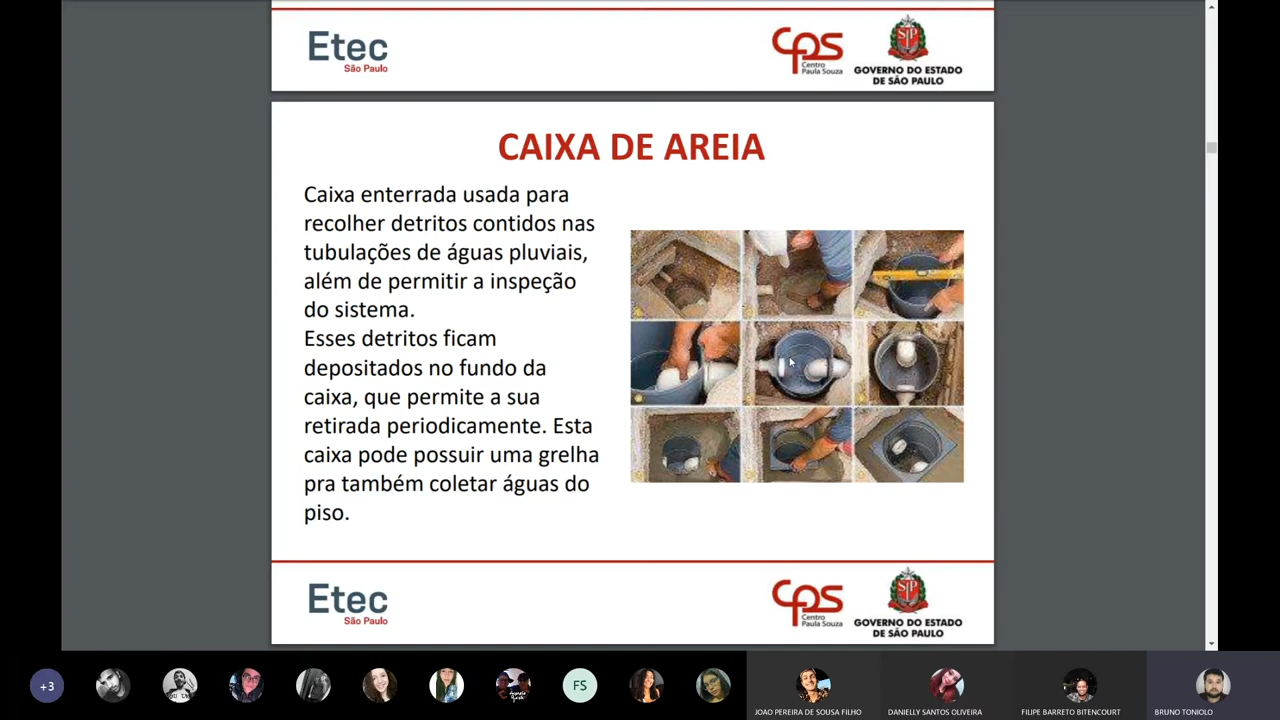 Etec
São Paulo
CPS
Centro
Paula Souza
SP
GOVERNO DO ESTADO
DE SÃO PAULO
CAIXA DE AREIA
Caixa enterrada usada para
recolher detritos contidos nas
tubulações de águas pluviais,
além de permitir a inspeção
do sistema.
Esses detritos ficam
depositados no fundo da
caixa, que permite a sua
retirada periodicamente. Esta
caixa pode possuir uma grelha
pra também coletar águas do
piso.
Etec
São Paulo
CPS
Centro
Paula Souza
SP
GOVERNO DO ESTADO
DE SÃO PAULO
+3
FS
JOAO PEREIRA DE SOUSA FILHO
DANIELLY SANTOS OLIVEIRA
FILIPE BARRETO BITENCOURT
BRUNO TONIOLO